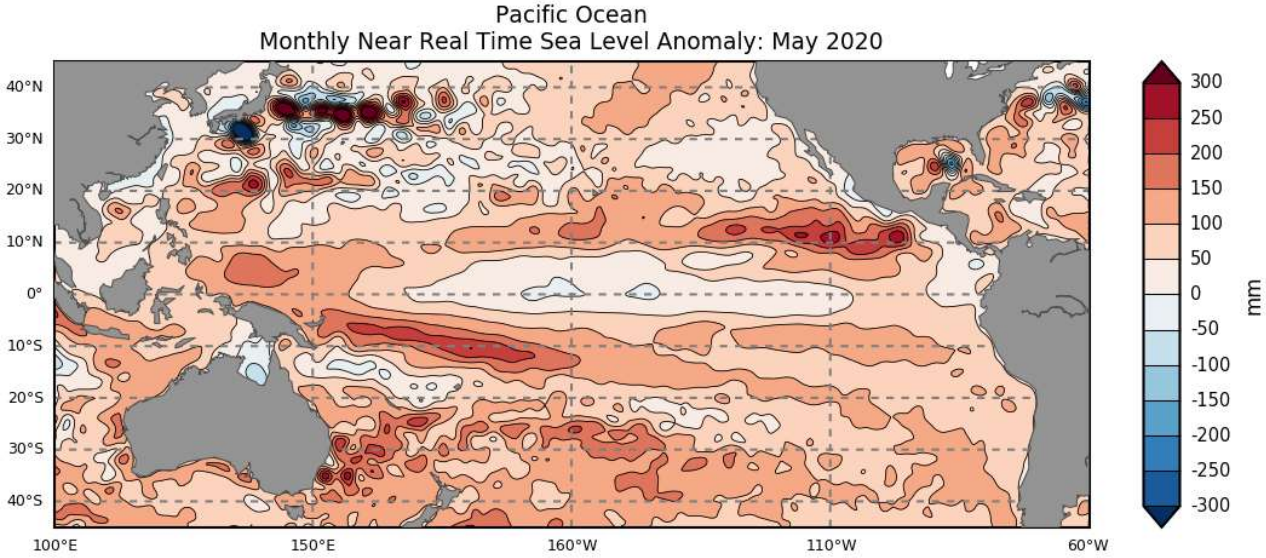 Pacific Ocean
Monthly Near Real Time Sea Level Anomaly: May 2020
40°N
30°N
20°N
10°N
0°
10°S
20°S
30°S
40°S
100°E
150°E
160°W
110°W
60°W
300
250
200
150
100
50
0
-50
-100
-150
-200
-250
-300
mm